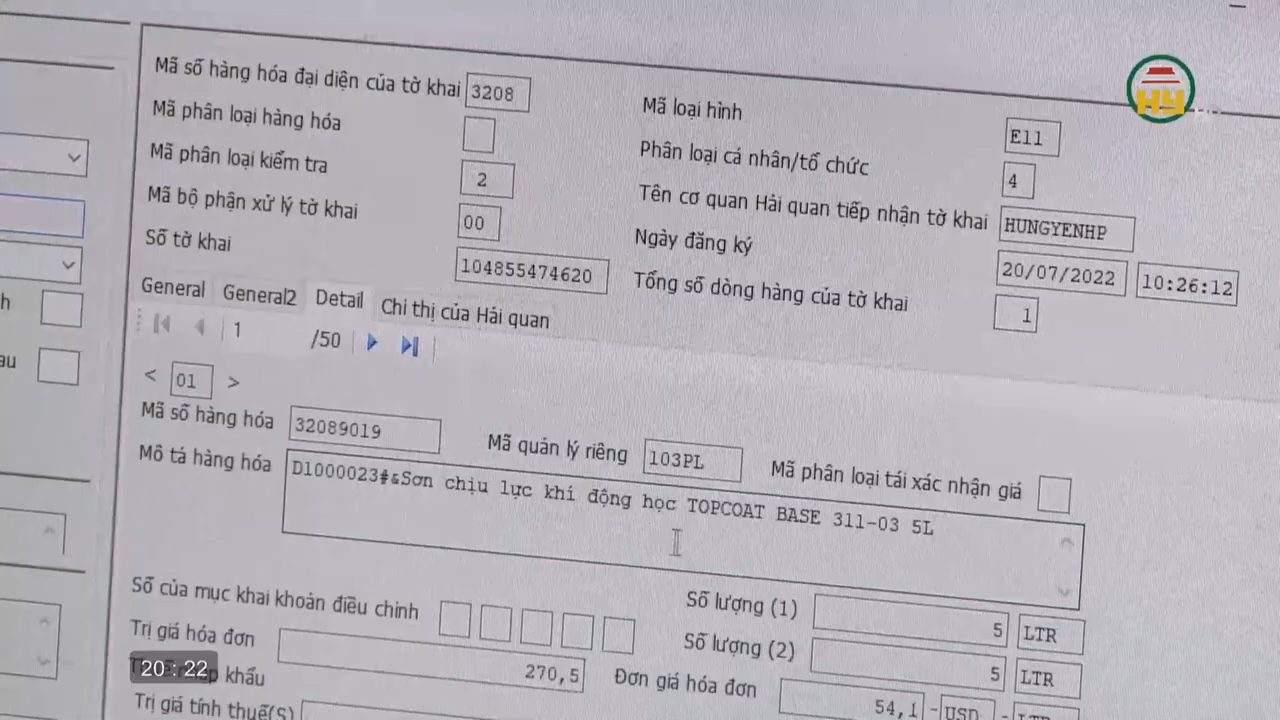 Mã số hàng hóa đại diện của tờ khai 3208 Mã loại hình E11
Mã phân loại hàng hóa Phân loại cá nhân/tổ chức 4
Mã phân loại kiểm tra 2 Tên cơ quan Hải quan tiếp nhận tờ khai HUNGYENHP
Mã bộ phận xử lý tờ khai 00 Ngày đăng ký 20/07/2022 10:26:12
Số tờ khai 104855474620 Tổng số dòng hàng của tờ khai 1
General General2 Detail Chỉ thị của Hải quan
1 /50
< 01 >
Mã số hàng hóa 32089019 Mã quản lý riêng 103PL Mã phân loại tái xác nhận giá
Mô tả hàng hóa D1000023#&Sơn chịu lực khí động học TOPCOAT BASE 311-03 5L
Số của mục khai khoản điều chỉnh Số lượng (1) 5 LTR
Trị giá hóa đơn 270,5 Số lượng (2) 5 LTR
khẩu Đơn giá hóa đơn 54,1 - USD - LTR
Trị giá tính thuế(S)
20:22
HY